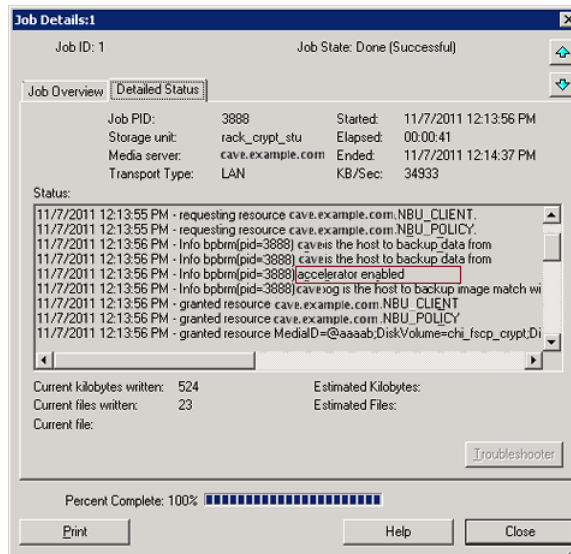 Job Details:1
Job ID: 1 Job State: Done (Successful)
Job Overview Detailed Status
Job PID: 3888 Started: 11/7/2011 12:13:56 PM
Storage unit: rack_crypt_stu Elapsed: 00:00:41
Media server: cave.example.com Ended: 11/7/2011 12:14:37 PM
Transport Type: LAN KB/Sec: 34933
Status:
11/7/2011 12:13:55 PM - requesting resource cave.example.com.NBU_CLIENT.
11/7/2011 12:13:55 PM - requesting resource cave.example.com.NBU_POLICY.
11/7/2011 12:13:56 PM - Info bpbrm(pid=3888) cave is the host to backup data from
11/7/2011 12:13:56 PM - Info bpbrm(pid=3888) cave is the host to backup data from
11/7/2011 12:13:56 PM - Info bpbrm(pid=3888) accelerator enabled
11/7/2011 12:13:56 PM - Info bpbrm(pid=3888) cave is the host to backup image match wi
11/7/2011 12:13:56 PM - granted resource cave.example.com.NBU_CLIENT
11/7/2011 12:13:56 PM - granted resource cave.example.com.NBU_POLICY
11/7/2011 12:13:56 PM - granted resource MediaID=@aaaab;DiskVolume=chi_fscp_crypt;Di
Current kilobytes written: 524 Estimated Kilobytes:
Current files written: 23 Estimated Files:
Current file:
Troubleshooter
Percent Complete: 100%
Print Help Close